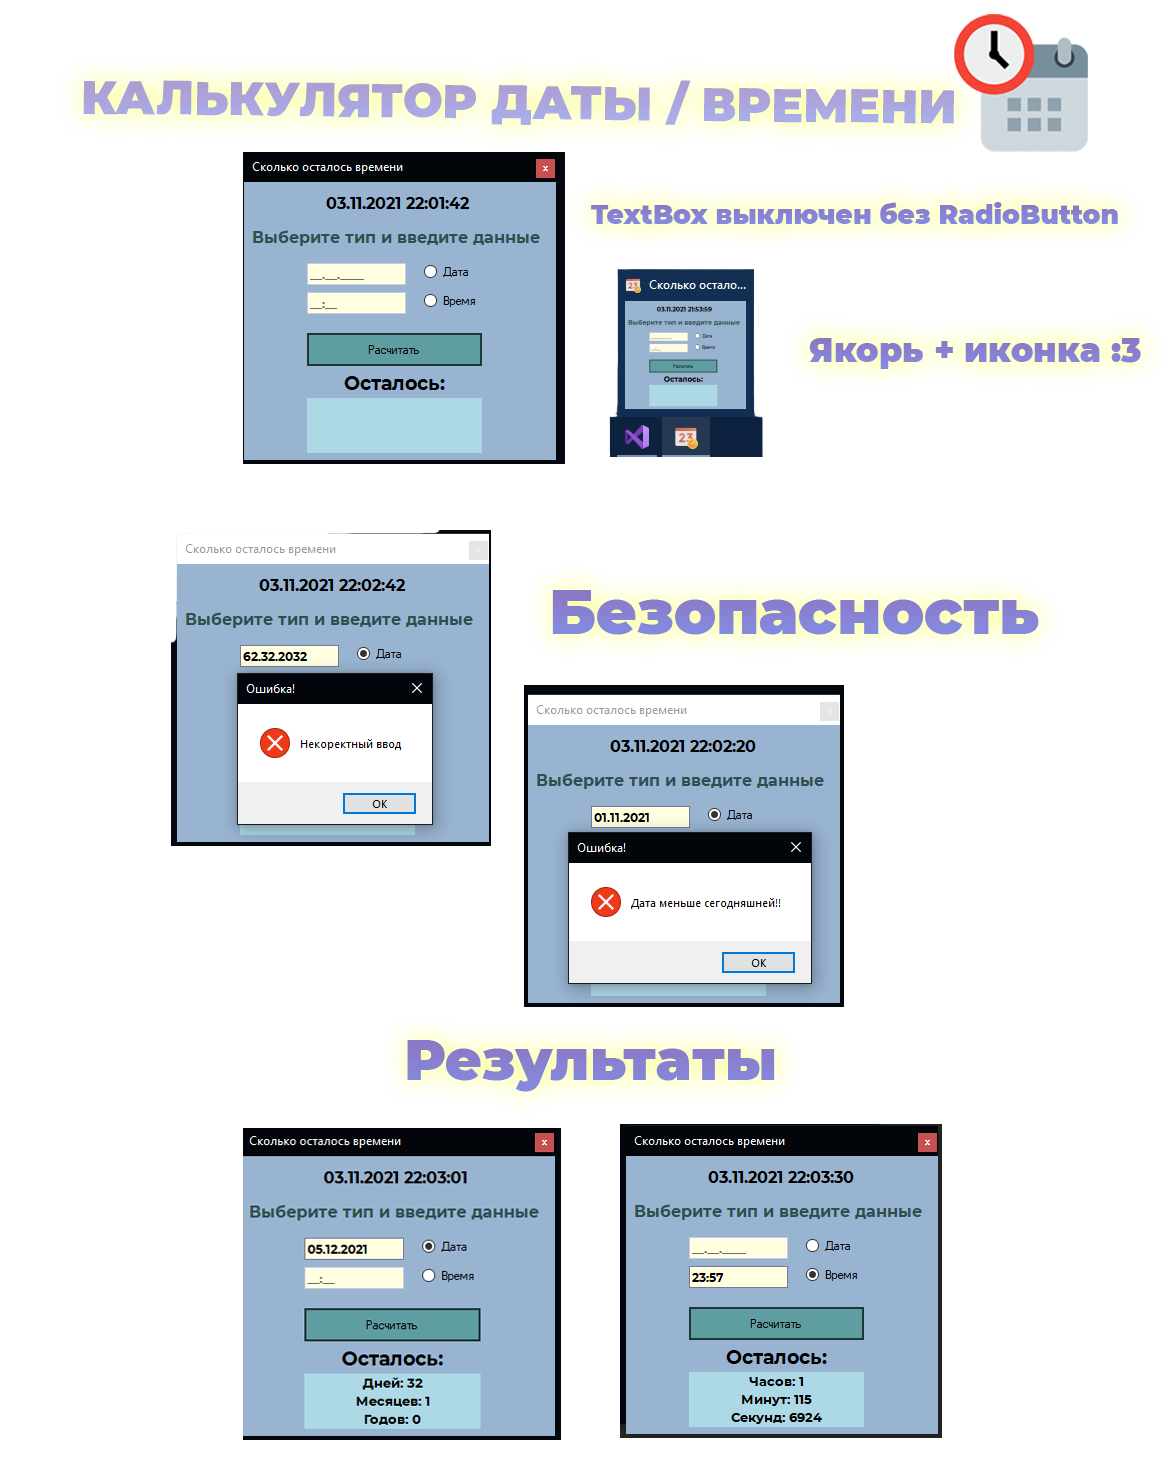 КАЛЬКУЛЯТОР ДАТЫ / ВРЕМЕНИ
Сколько осталось времени
x
03.11.2021 22:01:42
Выберите тип и введите данные
__.__.____
Дата
__:__
Время
Расчитать
Осталось:
TextBox выключен без RadioButton
Сколько остало...
03.11.2021 21:53:59
Выберите тип и введите данные
__.__.____
Дата
__:__
Время
Расчитать
Осталось:
23
Якорь + иконка :3
Сколько осталось времени
x
03.11.2021 22:02:42
Выберите тип и введите данные
62.32.2032
Дата
Ошибка!
Некоректный ввод
OK
Безопасность
Сколько осталось времени
x
03.11.2021 22:02:20
Выберите тип и введите данные
01.11.2021
Дата
Ошибка!
Дата меньше сегодняшней!!
OK
Результаты
Сколько осталось времени
x
03.11.2021 22:03:01
Выберите тип и введите данные
05.12.2021
Дата
__:__
Время
Расчитать
Осталось:
Дней: 32
Месяцев: 1
Годов: 0
Сколько осталось времени
x
03.11.2021 22:03:30
Выберите тип и введите данные
__.__.____
Дата
23:57
Время
Расчитать
Осталось:
Часов: 1
Минут: 115
Секунд: 6924